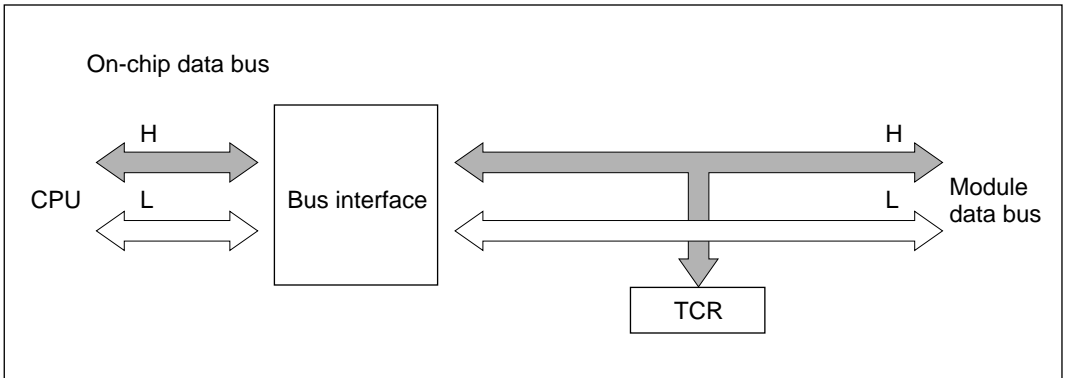 On-chip data bus
H
H
CPU
L
Bus interface
L
Module
data bus
TCR